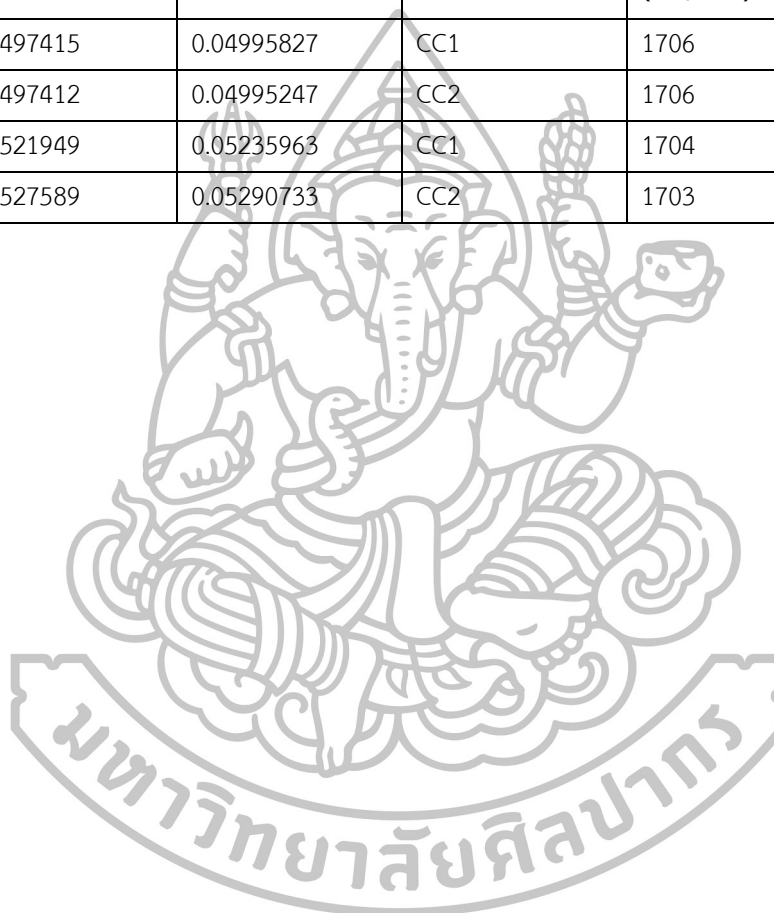 497415 0.04995827 CC1 1706
497412 0.04995247 CC2 1706
521949 0.05235963 CC1 1704
527589 0.05290733 CC2 1703
มหาวิทยาลัยศิลปากร